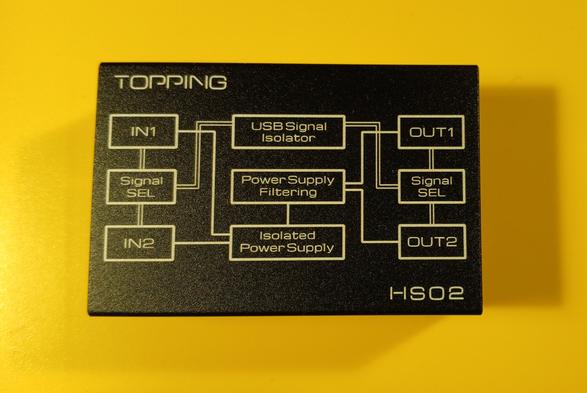 TOPPING
IN1
USB Signal
Isolator
OUT1
Signal
SEL
Power Supply
Filtering
Signal
SEL
IN2
Isolated
Power Supply
OUT2
HS02